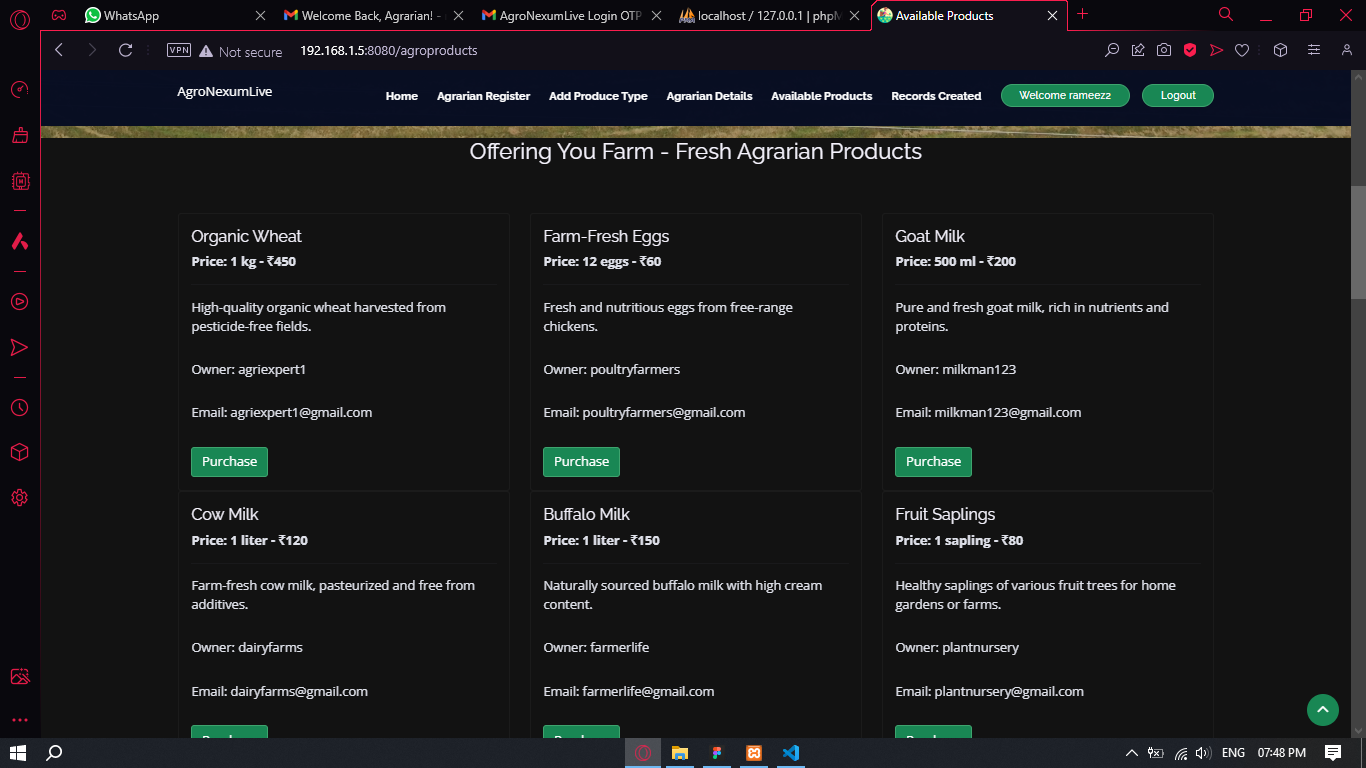 WhatsApp
Welcome Back, Agrarian! -
AgroNexumLive Login OTP
localhost / 127.0.0.1 | phpM
Available Products
VPN
Not secure
192.168.1.5:8080/agroproducts
AgroNexumLive
Home
Agrarian Register
Add Produce Type
Agrarian Details
Available Products
Records Created
Welcome rameezz
Logout
Offering You Farm - Fresh Agrarian Products
Organic Wheat
Price: 1 kg - ₹450
High-quality organic wheat harvested from
pesticide-free fields.
Owner: agriexpert1
Email: agriexpert1@gmail.com
Purchase
Farm-Fresh Eggs
Price: 12 eggs - ₹60
Fresh and nutritious eggs from free-range
chickens.
Owner: poultryfarmers
Email: poultryfarmers@gmail.com
Purchase
Goat Milk
Price: 500 ml - ₹200
Pure and fresh goat milk, rich in nutrients and
proteins.
Owner: milkman123
Email: milkman123@gmail.com
Purchase
Cow Milk
Price: 1 liter - ₹120
Farm-fresh cow milk, pasteurized and free from
additives.
Owner: dairyfarms
Email: dairyfarms@gmail.com
Purchase
Buffalo Milk
Price: 1 liter - ₹150
Naturally sourced buffalo milk with high cream
content.
Owner: farmerlife
Email: farmerlife@gmail.com
Purchase
Fruit Saplings
Price: 1 sapling - ₹80
Healthy saplings of various fruit trees for home
gardens or farms.
Owner: plantnursery
Email: plantnursery@gmail.com
Purchase
ENG
07:48 PM